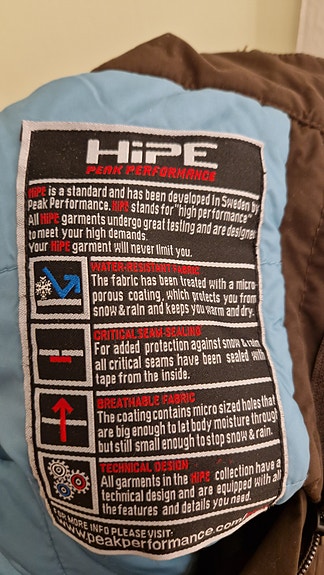 HiPE
PEAK PERFORMANCE
HiPE is a standard and has been developed in Sweden by
Peak Performance. HiPE stands for "high performance"
All HiPE garments undergo great testing and are designed
to meet your high demands.
Your HiPE garment will never limit you.
WATER-RESISTANT FABRIC
The fabric has been treated with a micro-
porous coating, which protects you from
snow & rain and keeps you warm and dry.
CRITICAL SEAM-SEALING
For added protection against snow & rain
all critical seams have been sealed with
tape from the inside.
BREATHABLE FABRIC
The coating contains micro sized holes that
are big enough to let body moisture through
but still small enough to stop snow & rain.
TECHNICAL DESIGN
All garments in the HiPE collection have a
technical design and are equipped with all
the features and details you need.
FOR MORE INFO PLEASE VISIT:
www.peakperformance.com/